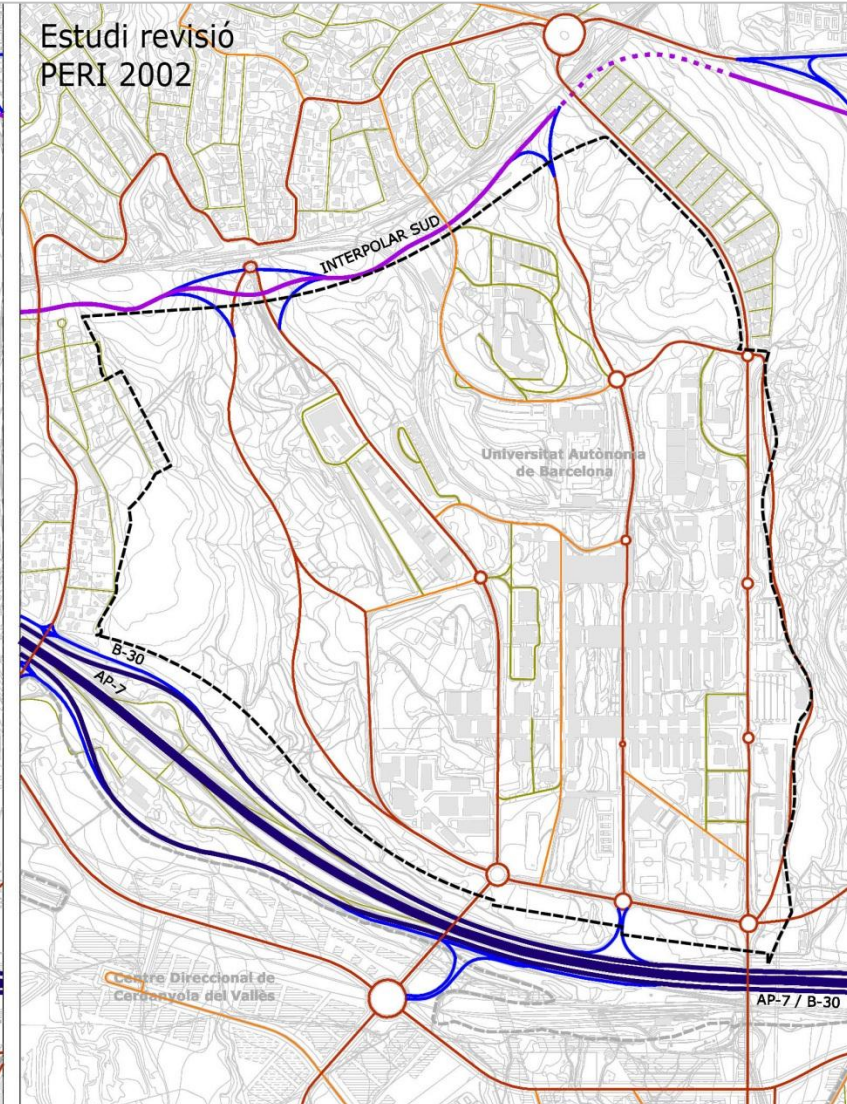 Estudi revisió
PERI 2002
INTERPOLAR SUD
Universitat Autònoma
de Barcelona
B-30
AP-7
Centre Direccional de
Cerdanyola del Vallès
AP-7 / B-30